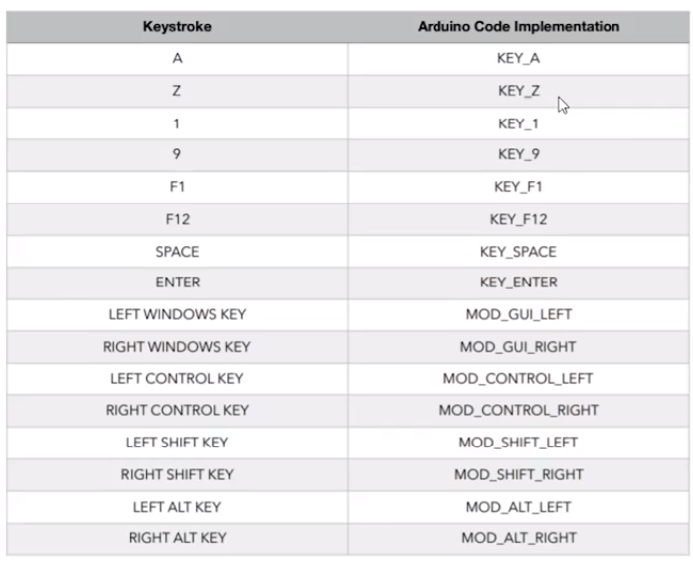 Keystroke Arduino Code Implementation
A KEY_A
Z KEY_Z
1 KEY_1
9 KEY_9
F1 KEY_F1
F12 KEY_F12
SPACE KEY_SPACE
ENTER KEY_ENTER
LEFT WINDOWS KEY MOD_GUI_LEFT
RIGHT WINDOWS KEY MOD_GUI_RIGHT
LEFT CONTROL KEY MOD_CONTROL_LEFT
RIGHT CONTROL KEY MOD_CONTROL_RIGHT
LEFT SHIFT KEY MOD_SHIFT_LEFT
RIGHT SHIFT KEY MOD_SHIFT_RIGHT
LEFT ALT KEY MOD_ALT_LEFT
RIGHT ALT KEY MOD_ALT_RIGHT